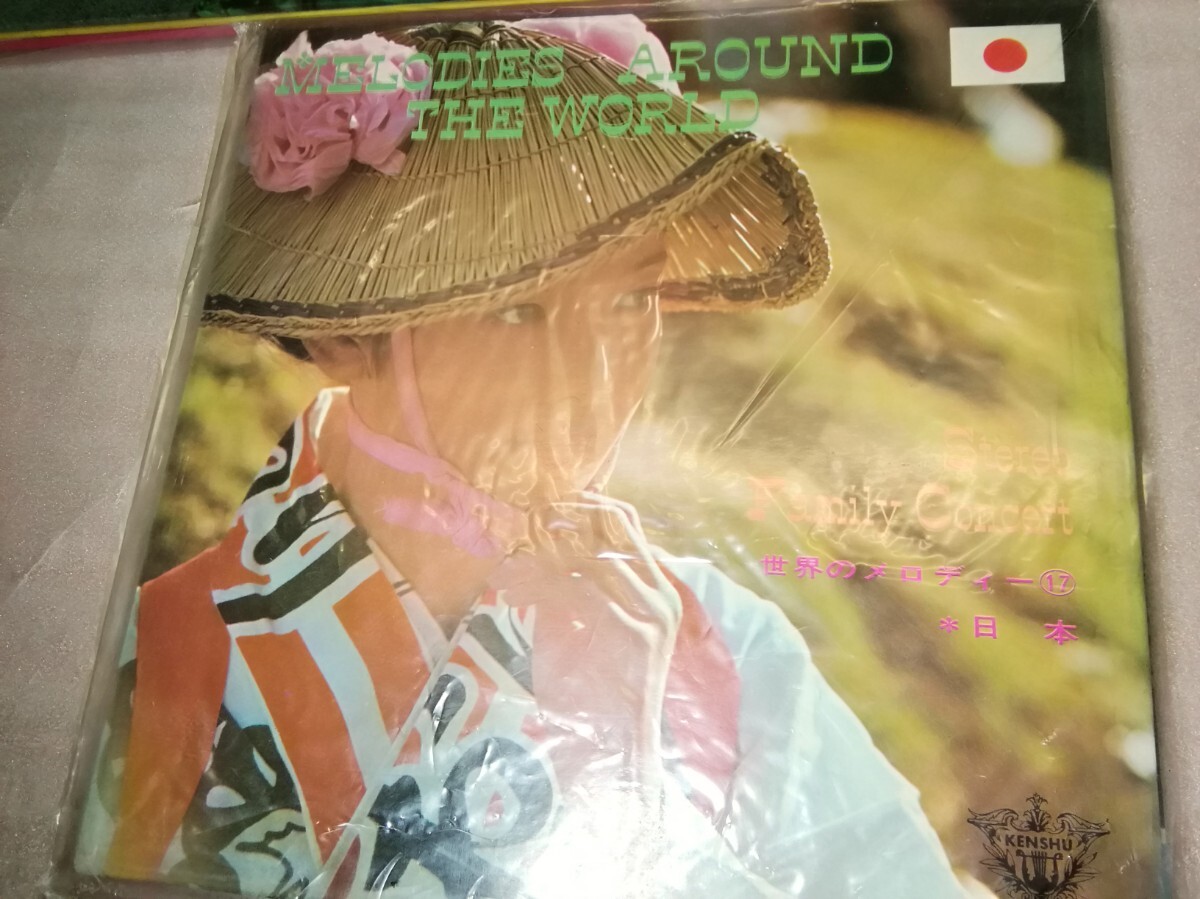 MELODIES AROUND
THE WORLD
Stereo
Family Concert
世界のメロディー⑰
*日本
KENSHU